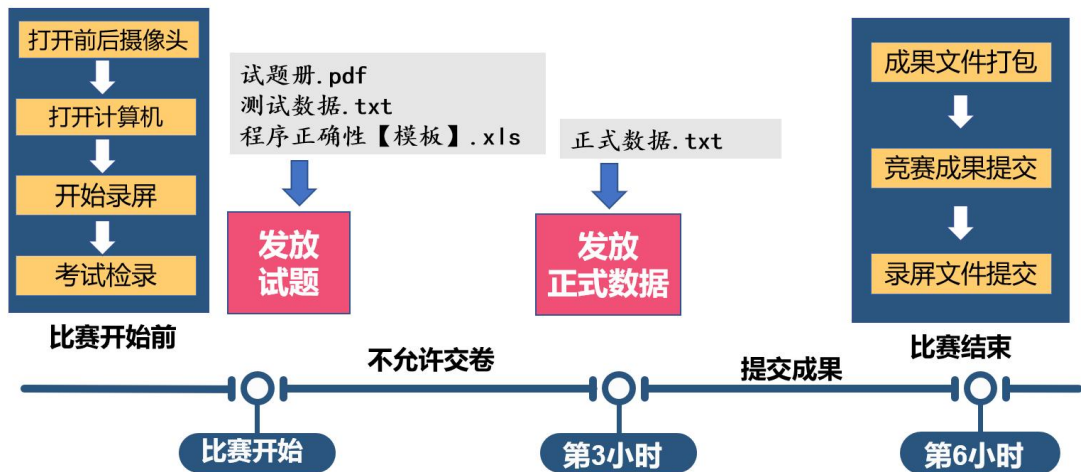 打开前后摄像头
打开计算机
开始录屏
考试检录
比赛开始前
试题册.pdf
测试数据.txt
程序正确性【模板】.xls
发放
试题
正式数据.txt
发放
正式数据
成果文件打包
竞赛成果提交
录屏文件提交
比赛结束
不允许交卷
提交成果
比赛开始
第3小时
第6小时